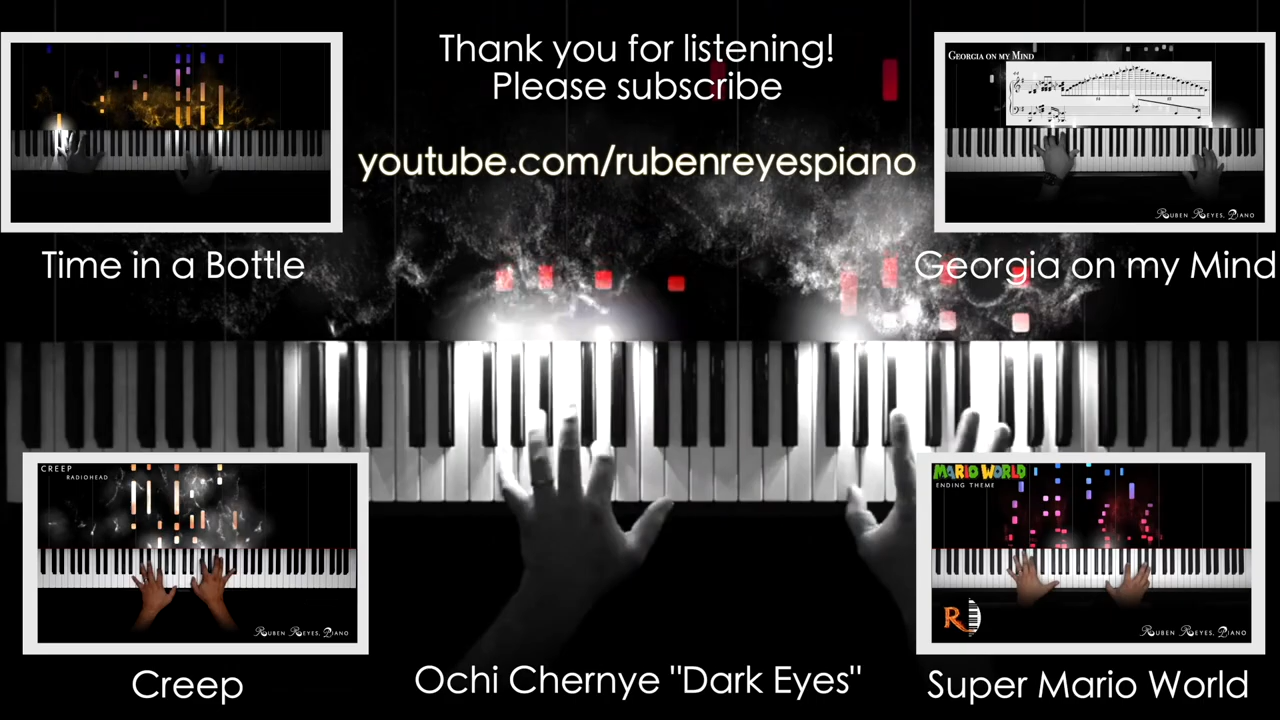 Thank you for listening!
Please subscribe
youtube.com/rubenreyespiano
GEORGIA ON MY MIND
RUBEN REYES, PIANO
Time in a Bottle
Georgia on my Mind
CREEP
RADIOHEAD
RUBEN REYES, PIANO
MARIO WORLD
ENDING THEME
R
RUBEN REYES, PIANO
Creep
Ochi Chernye "Dark Eyes"
Super Mario World